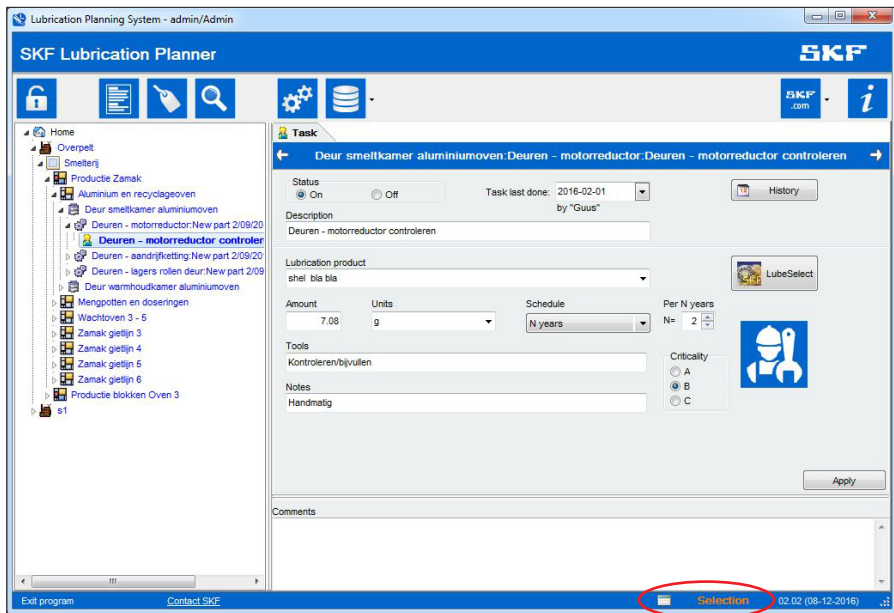 Lubrication Planning System - admin/Admin
SKF Lubrication Planner
SKF
SKF
.com
i
Home
Overpelt
Smelterij
Productie Zamak
Aluminium en recyclageoven
Deur smeltkamer aluminiumoven
Deuren - motorreductor:New part 2/09/20
Deuren - motorreductor controler
Deuren - aandrijfketting:New part 2/09/20
Deuren - lagers rollen deur:New part 2/09
Deur warmhoudkamer aluminiumoven
Mengpotten en doseringen
Wachtoven 3 - 5
Zamak gietlijn 3
Zamak gietlijn 4
Zamak gietlijn 5
Zamak gietlijn 6
Productie blokken Oven 3
s1
Task
Deur smeltkamer aluminiumoven:Deuren - motorreductor:Deuren - motorreductor controleren
Status
On Off
Task last done: 2016-02-01
by "Guus"
History
Description
Deuren - motorreductor controleren
Lubrication product
shel bla bla
LubeSelect
Amount Units Schedule Per N years
7.08 g N years N= 2
Tools
Kontroleren/bijvullen
Criticality
A
B
C
Notes
Handmatig
Apply
Comments
Exit program Contact SKF Selection 02.02 (08-12-2016)